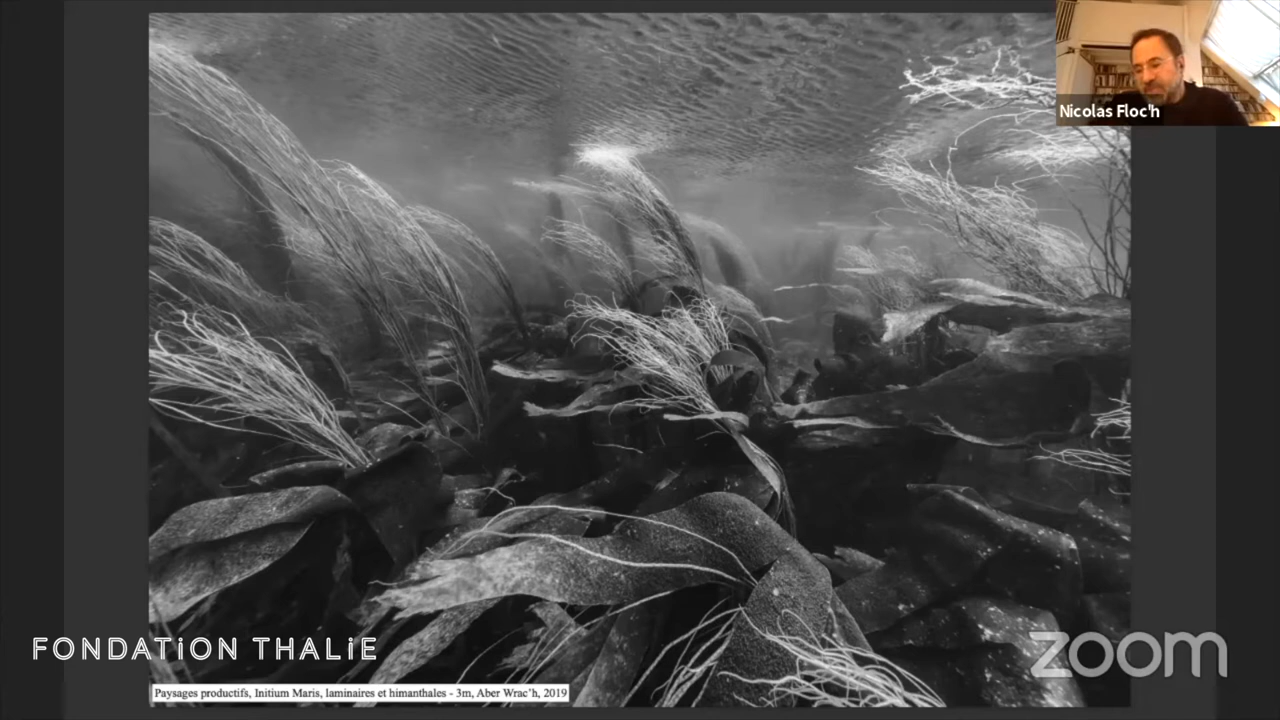 Nicolas Floc'h
FONDATiON THALiE
zoom
Paysages productifs, Initium Maris, laminaires et himanthales - 3m, Aber Wrac'h, 2019